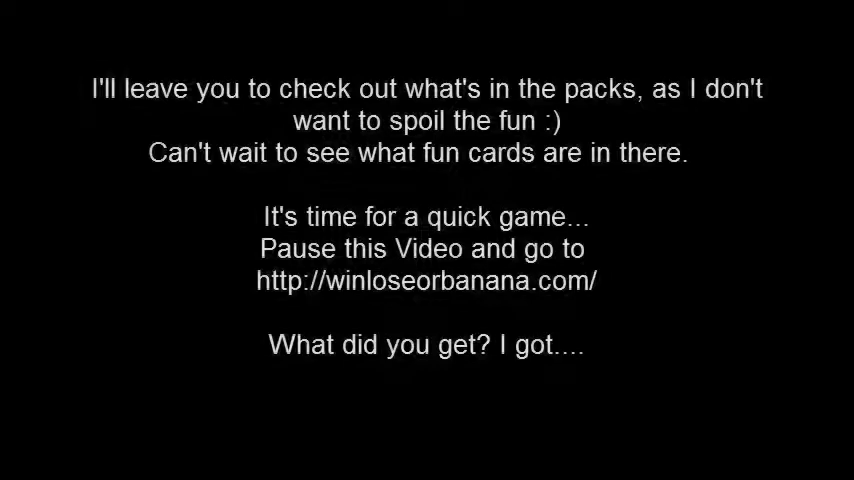 I'll leave you to check out what's in the packs, as I don't
want to spoil the fun :)
Can't wait to see what fun cards are in there.
It's time for a quick game...
Pause this Video and go to
http://winloseorbanana.com/
What did you get? I got....